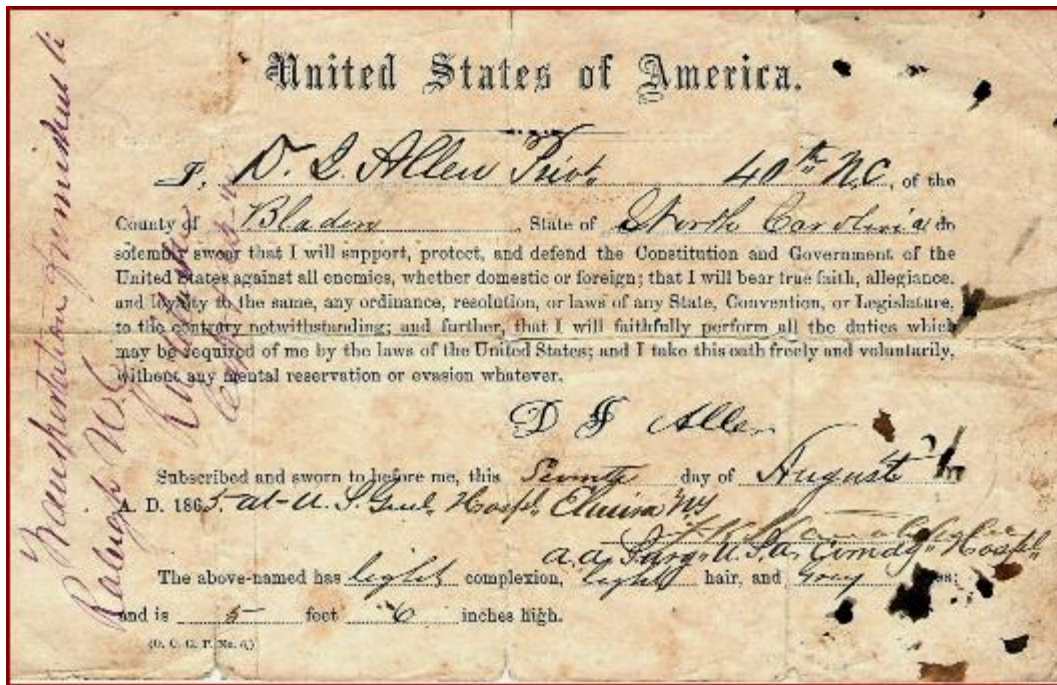 United States of America.
I, D. L. Allen Privt. 40th N.C., of the
County of Bladen, State of North Carolina do
solemnly swear that I will support, protect, and defend the Constitution and Government of the
United States against all enemies, whether domestic or foreign; that I will bear true faith, allegiance,
and loyalty to the same, any ordinance, resolution, or laws of any State, Convention, or Legislature,
to the contrary notwithstanding; and further, that I will faithfully perform all the duties which
may be required of me by the laws of the United States; and I take this oath freely and voluntarily,
without any mental reservation or evasion whatever.
Allen
Subscribed and sworn to before me, this day of August
A. D. 1865. at U. S. Genl. Hospl. Elmira NY
a.a. Surg. U.S.A. Comdg. Hospl.
The above-named has light complexion, light hair, and grey eyes;
and is 5 feet 6 inches high.
Transportation furnished to
Raleigh N.C.